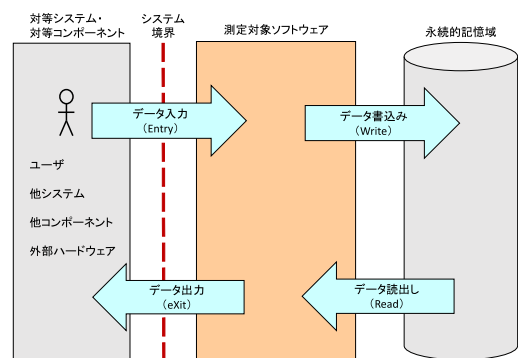 対等システム・
対等コンポーネント
システム
境界
測定対象ソフトウェア
永続的記憶域
データ入力
（Entry）
データ書込み
（Write）
ユーザ
他システム
他コンポーネント
外部ハードウェア
データ出力
（eXit）
データ読出し
（Read）